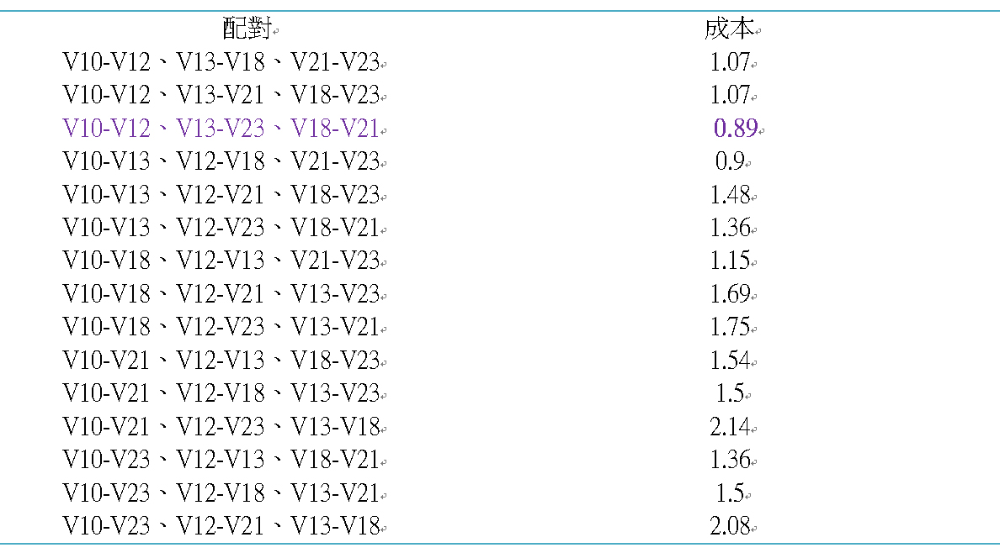 配對 成本
V10-V12、V13-V18、V21-V23 1.07
V10-V12、V13-V21、V18-V23 1.07
V10-V12、V13-V23、V18-V21 0.89
V10-V13、V12-V18、V21-V23 0.9
V10-V13、V12-V21、V18-V23 1.48
V10-V13、V12-V23、V18-V21 1.36
V10-V18、V12-V13、V21-V23 1.15
V10-V18、V12-V21、V13-V23 1.69
V10-V18、V12-V23、V13-V21 1.75
V10-V21、V12-V13、V18-V23 1.54
V10-V21、V12-V18、V13-V23 1.5
V10-V21、V12-V23、V13-V18 2.14
V10-V23、V12-V13、V18-V21 1.36
V10-V23、V12-V18、V13-V21 1.5
V10-V23、V12-V21、V13-V18 2.08